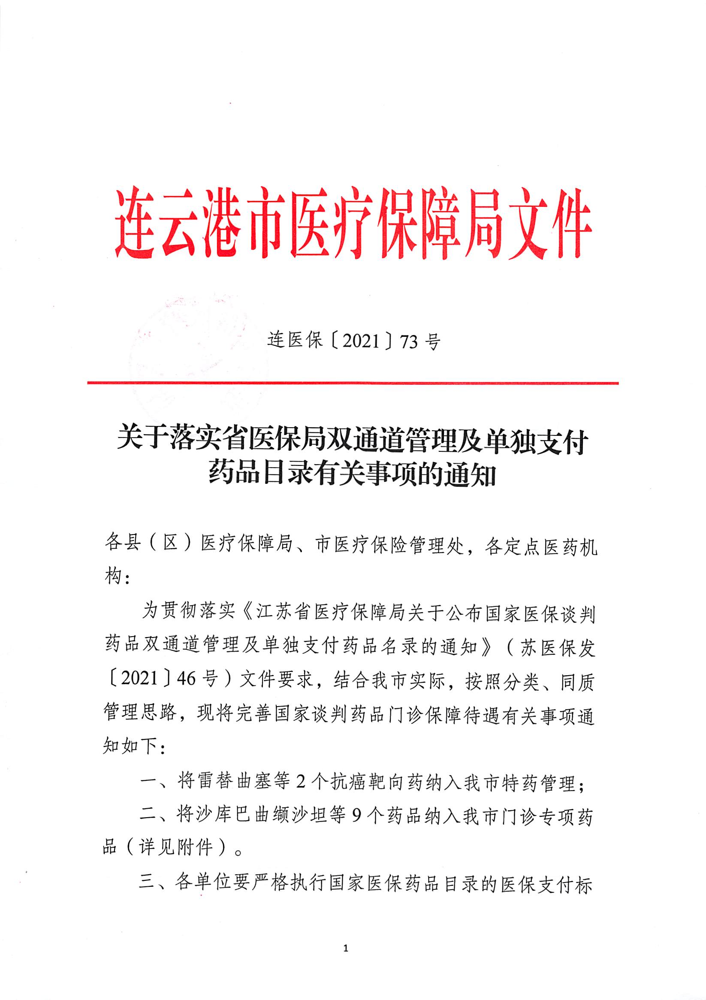 连云港市医疗保障局文件
连医保〔2021〕73 号
关于落实省医保局双通道管理及单独支付
药品目录有关事项的通知
各县（区）医疗保障局、市医疗保险管理处，各定点医药机
构：
为贯彻落实《江苏省医疗保障局关于公布国家医保谈判
药品双通道管理及单独支付药品名录的通知》（苏医保发
〔2021〕46 号）文件要求，结合我市实际，按照分类、同质
管理思路，现将完善国家谈判药品门诊保障待遇有关事项通
知如下：
一、将雷替曲塞等 2 个抗癌靶向药纳入我市特药管理；
二、将沙库巴曲缬沙坦等 9 个药品纳入我市门诊专项药
品（详见附件）。
三、各单位要严格执行国家医保药品目录的医保支付标
1